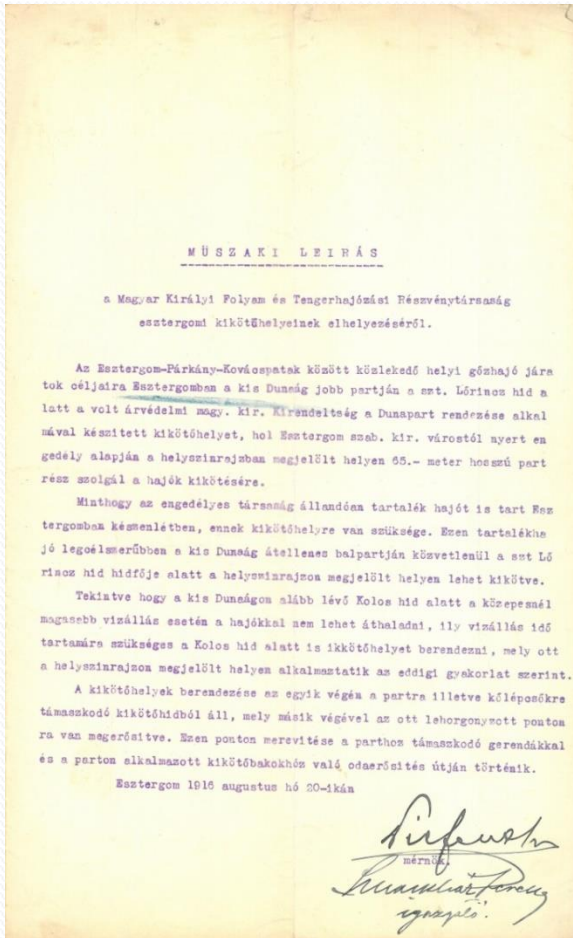 MÜSZAKI LEIRÁS
a Magyar Királyi Folyam és Tengerhajózási Részvénytársaság
esztergomi kikötőhelyeinek elhelyezéséről.
Az Esztergom-Párkány-Kovácspatak között közlekedő helyi gőzhajó jára
tok céljaira Esztergomban a kis Dunaág jobb partján a szt. Lőrincz hid a
latt a volt árvédelmi magy. kir. Kirendeltség a Dunapart rendezése alkal
mával készitett kikötőhelyet, hol Esztergom szab. kir. várostól nyert en
gedély alapján a helyszinrajzban megjelölt helyen 65.- meter hosszú part
rész szolgál a hajók kikötésére.
Minthogy az engedélyes társaság állandóan tartalék hajót is tart Esz
tergomban késmenlétben, ennek kikötőhelyre van szüksége. Ezen tartalékha
jó legoélsmerűbben a kis Dunaág átellenes balpartján közvetlenül a szt Lő
rincz hid hidfője alatt a helyszinrajzon megjelölt helyen lehet kikötve.
Tekintve hogy a kis Dunaágon alább lévő Kolos hid alatt a közepesnél
magasebb vizállás esetén a hajókkal nem lehet áthaladni, ily vizállás idő
tartamára szükséges a Kolos hid alatt is ikkötőhelyet berendezni, mely ott
a helyszinrajzon megjelölt helyen alkalmaztatik az eddigi gyakorlat szerint.
A kikötőhelyek berendezése az egyik végén a partra illetve kőlépcsőkre
támaszkodó kikötőhidból áll, mely másik végével az ott lehorgonyzott ponton
ra van megerősitve. Ezen ponton merevitése a parthoz támaszkodó gerendákkal
és a parton alkalmazott kikötőbakokhóz való odaerősités útján történik.
Esztergom 1916 augustus hó 20-ikán
mérnök.
Ferencz
igazgató.